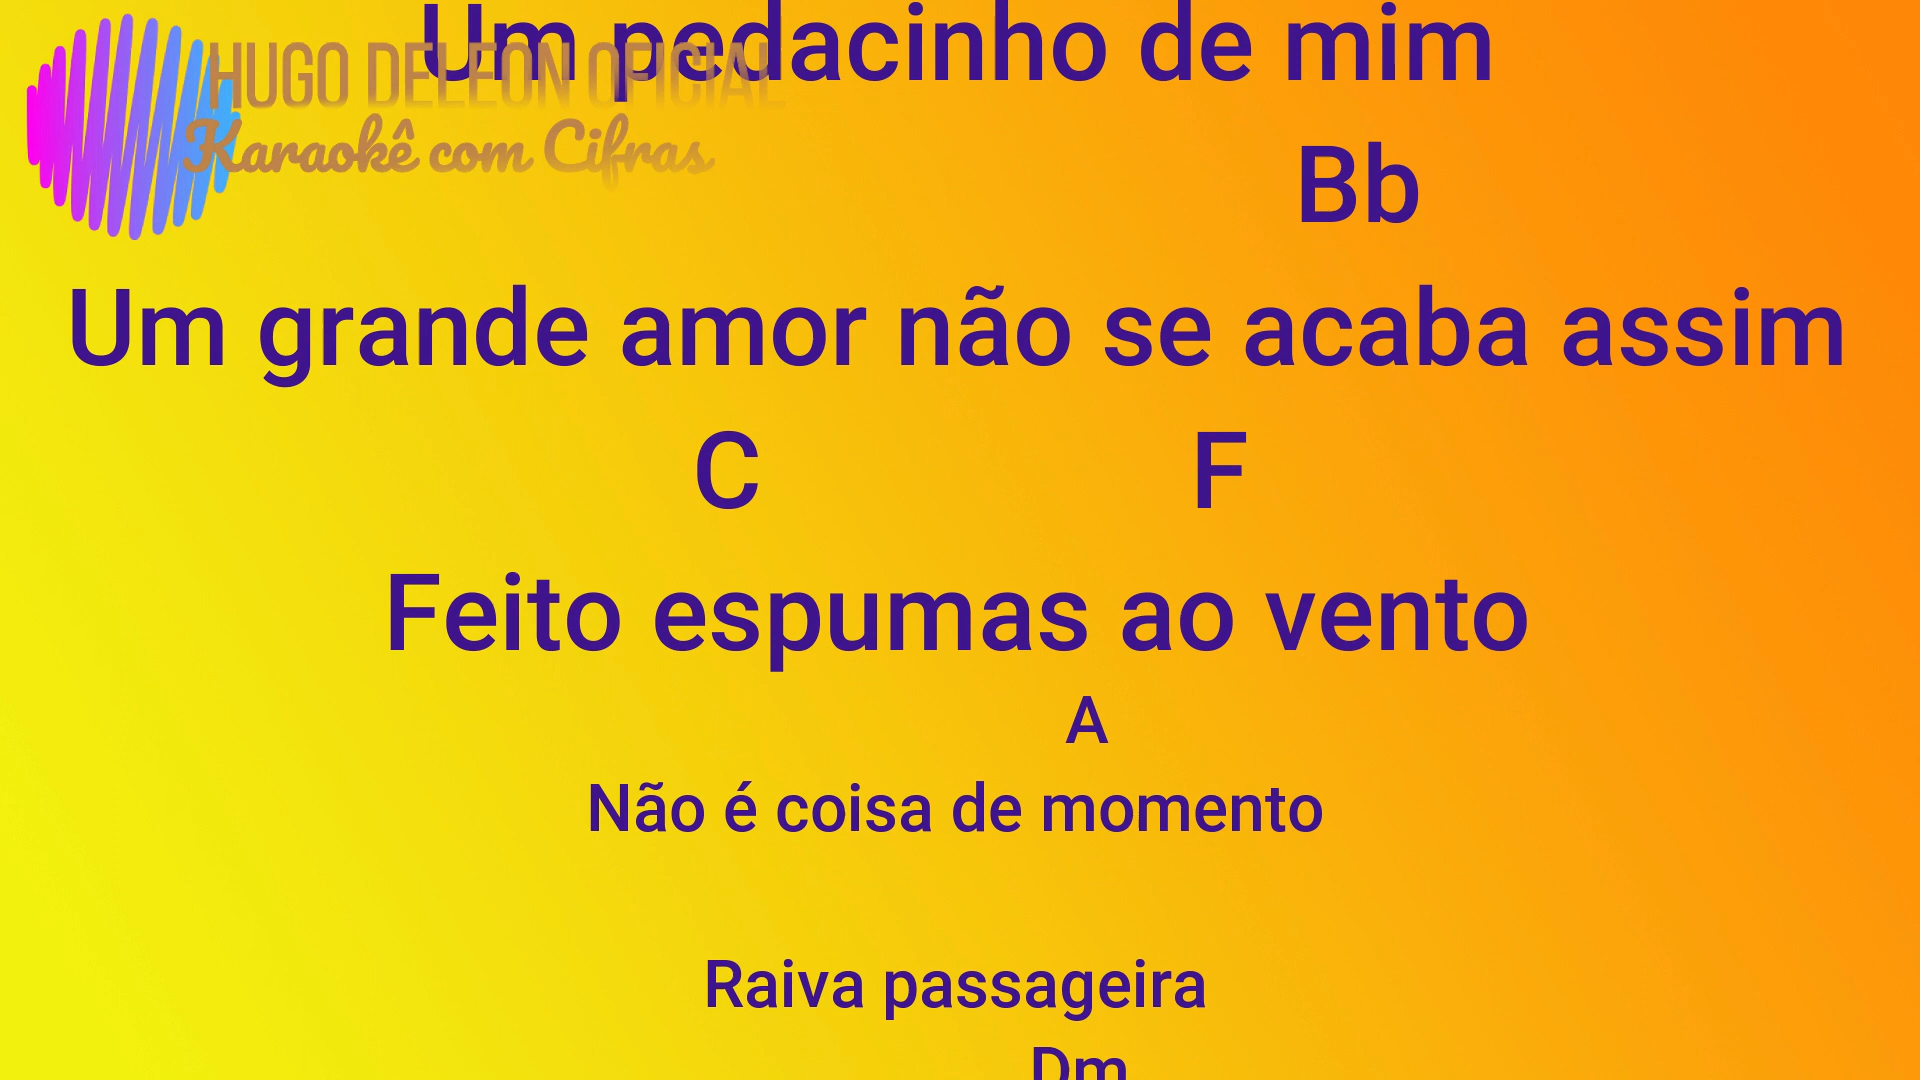 Um pedacinho de mim
HUGO DELEON OFICIAL
Karaokê com Cifras
Bb
Um grande amor não se acaba assim
C F
Feito espumas ao vento
A
Não é coisa de momento
Raiva passageira
Dm